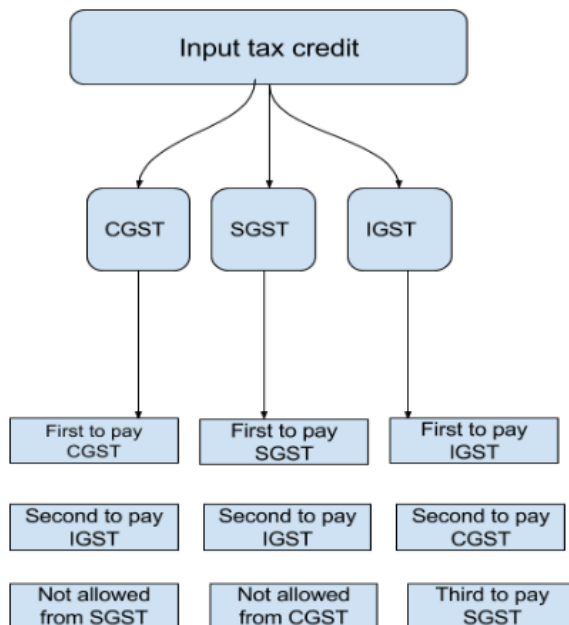 Input tax credit
CGST
SGST
IGST
First to pay
CGST
First to pay
SGST
First to pay
IGST
Second to pay
IGST
Second to pay
IGST
Second to pay
CGST
Not allowed
from SGST
Not allowed
from CGST
Third to pay
SGST